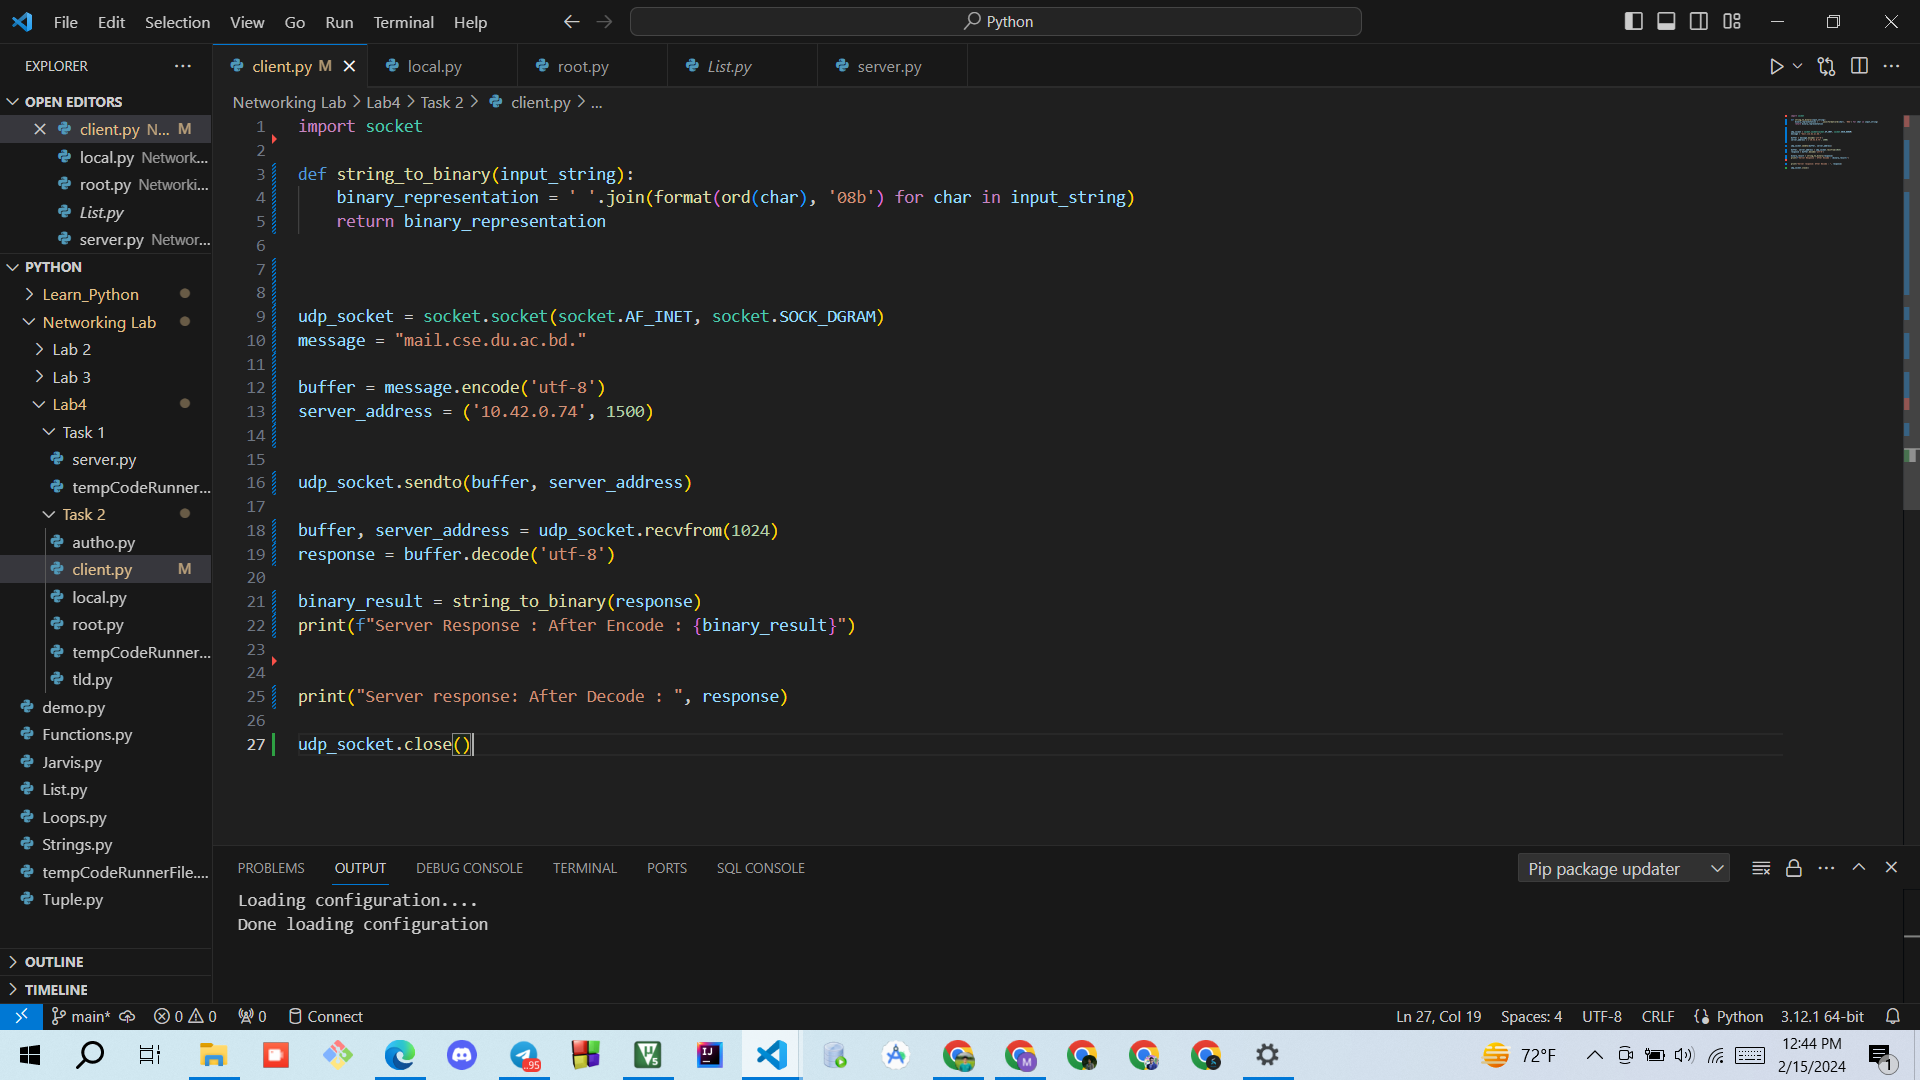 File Edit Selection View Go Run Terminal Help
Python
EXPLORER
OPEN EDITORS
client.py N... M
local.py Network...
root.py Networki...
List.py
server.py Networ...
PYTHON
Learn_Python
Networking Lab
Lab 2
Lab 3
Lab4
Task 1
server.py
tempCodeRunner...
Task 2
autho.py
client.py M
local.py
root.py
tempCodeRunner...
tld.py
demo.py
Functions.py
Jarvis.py
List.py
Loops.py
Strings.py
tempCodeRunnerFile....
Tuple.py
OUTLINE
TIMELINE
client.py M local.py root.py List.py server.py
Networking Lab > Lab4 > Task 2 > client.py > ...
1 import socket
2
3 def string_to_binary(input_string):
4 binary_representation = ' '.join(format(ord(char), '08b') for char in input_string)
5 return binary_representation
6
7
8
9 udp_socket = socket.socket(socket.AF_INET, socket.SOCK_DGRAM)
10 message = "mail.cse.du.ac.bd."
11
12 buffer = message.encode('utf-8')
13 server_address = ('10.42.0.74', 1500)
14
15
16 udp_socket.sendto(buffer, server_address)
17
18 buffer, server_address = udp_socket.recvfrom(1024)
19 response = buffer.decode('utf-8')
20
21 binary_result = string_to_binary(response)
22 print(f"Server Response : After Encode : {binary_result}")
23
24
25 print("Server response: After Decode : ", response)
26
27 udp_socket.close()
PROBLEMS OUTPUT DEBUG CONSOLE TERMINAL PORTS SQL CONSOLE
Pip package updater
Loading configuration....
Done loading configuration
main* 0 0 0 Connect
Ln 27, Col 19 Spaces: 4 UTF-8 CRLF Python 3.12.1 64-bit
72°F
12:44 PM
2/15/2024
1